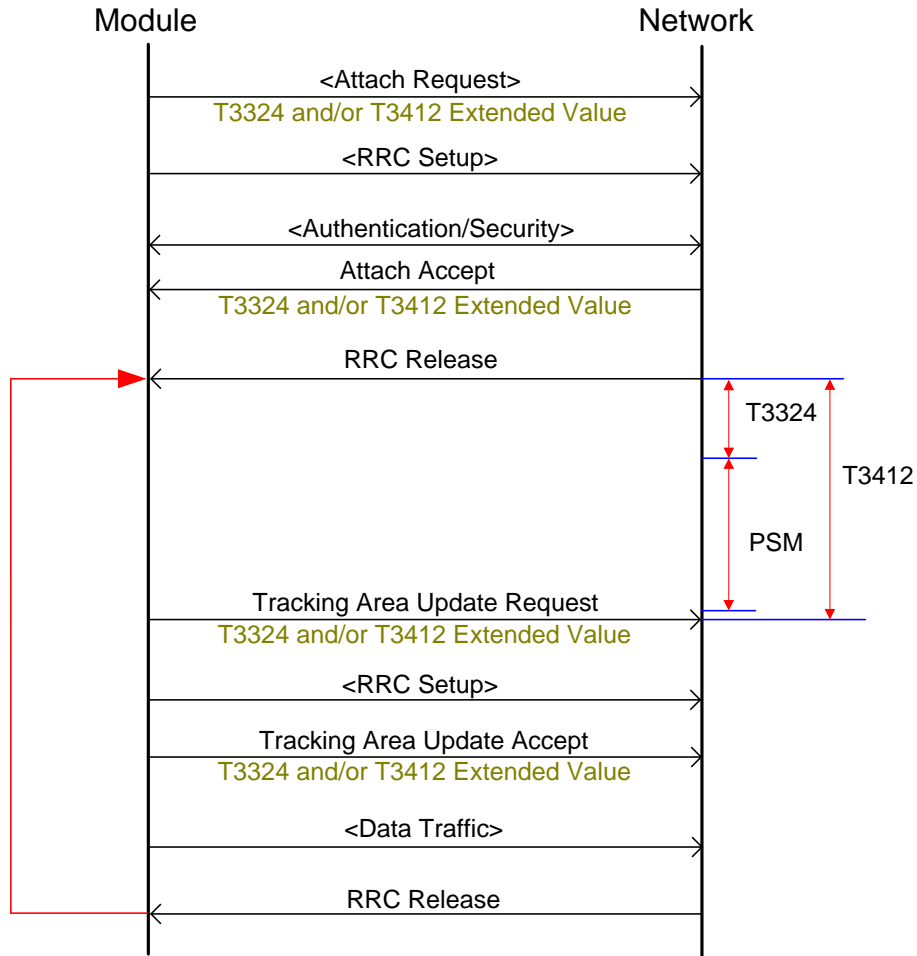 Module
Network
<Attach Request>
T3324 and/or T3412 Extended Value
<RRC Setup>
<Authentication/Security>
Attach Accept
T3324 and/or T3412 Extended Value
RRC Release
T3324
T3412
PSM
Tracking Area Update Request
T3324 and/or T3412 Extended Value
<RRC Setup>
Tracking Area Update Accept
T3324 and/or T3412 Extended Value
<Data Traffic>
RRC Release